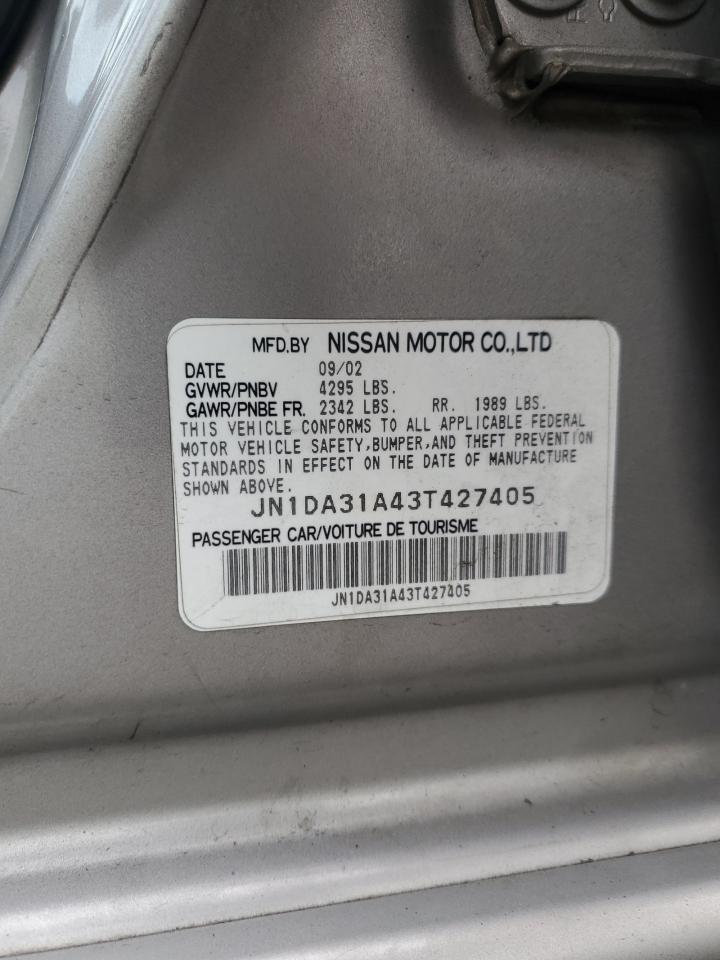 MFD.BY NISSAN MOTOR CO.,LTD
DATE 09/02
GVWR/PNBV 4295 LBS.
GAWR/PNBE FR. 2342 LBS. RR. 1989 LBS.
THIS VEHICLE CONFORMS TO ALL APPLICABLE FEDERAL
MOTOR VEHICLE SAFETY,BUMPER,AND THEFT PREVENTION
STANDARDS IN EFFECT ON THE DATE OF MANUFACTURE
SHOWN ABOVE.
JN1DA31A43T427405
PASSENGER CAR/VOITURE DE TOURISME
JN1DA31A43T427405